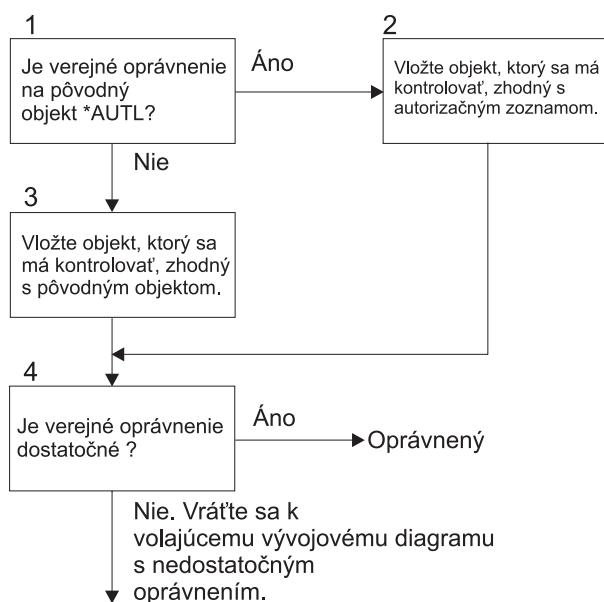 1
Je verejné oprávnenie
na pôvodný
objekt *AUTL?
Áno
2
Vložte objekt, ktorý sa má
kontrolovať, zhodný s
autorizačným zoznamom.
Nie
3
Vložte objekt, ktorý sa
má kontrolovať, zhodný
s pôvodným objektom.
4
Je verejné oprávnenie
dostatočné ?
Áno
Oprávnený
Nie. Vráťte sa k
volajúcemu vývojovému diagramu
s nedostatočným
oprávnením.